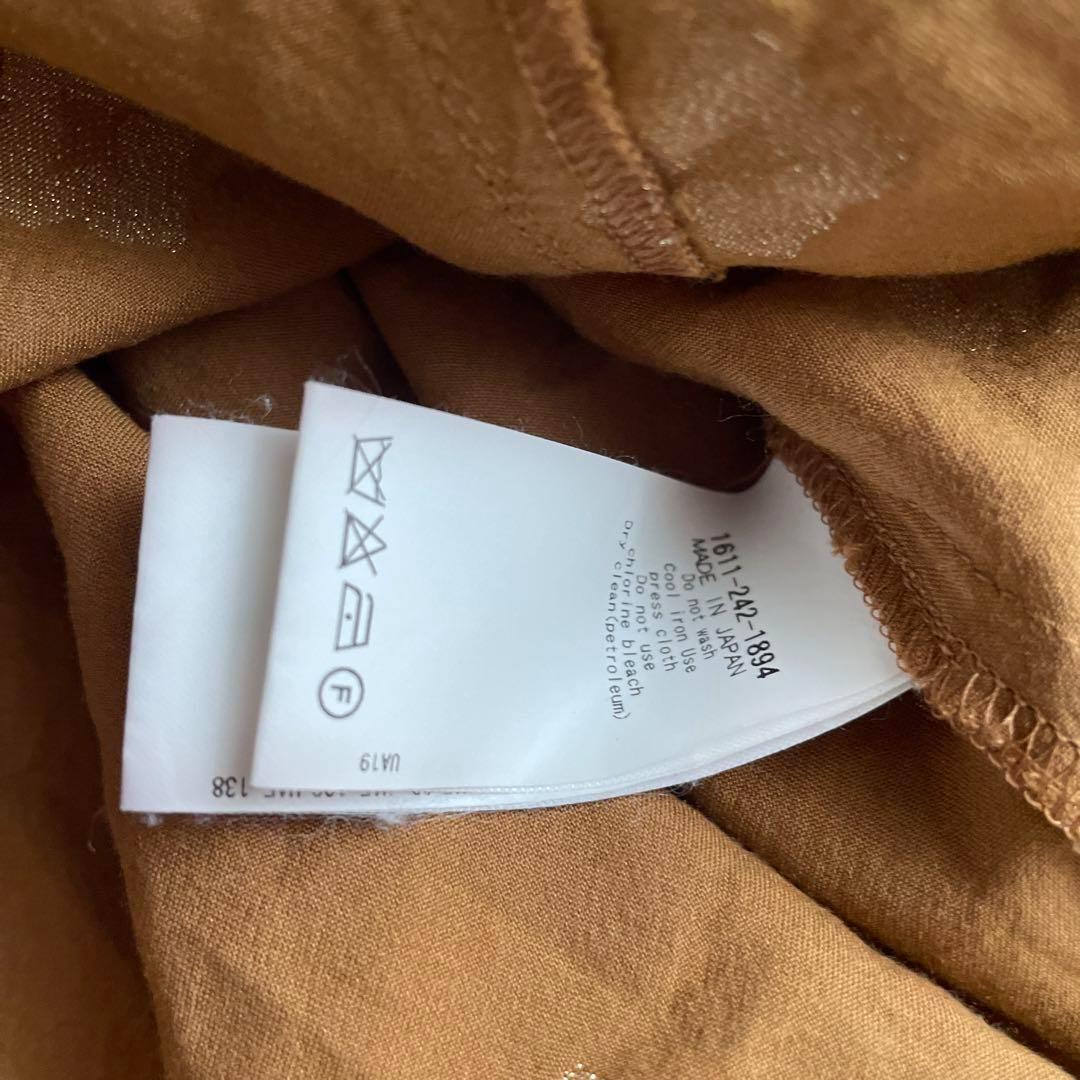 1611-242-1894
MADE IN JAPAN
Do not wash
Cool iron Use
press cloth
Do not use
chlorine bleach
Dry clean(petroleum)
F
UA19
138